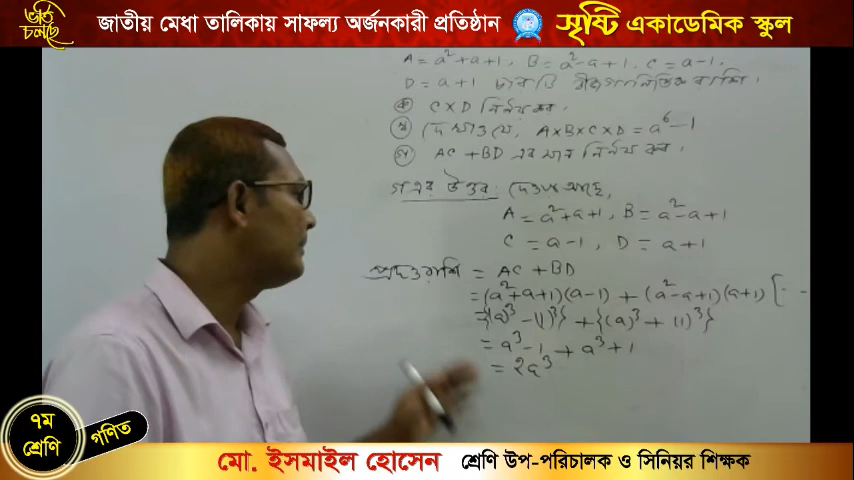 চলছে
জাতীয় মেধা তালিকায় সাফল্য অর্জনকারী প্রতিষ্ঠান সৃষ্টি একাডেমিক স্কুল
A = a² + a + 1, B = a² - a + 1, C = a - 1,
D = a + 1 চারটি বীজগাণিতিক রাশি।
ক C × D নির্ণয় কর।
খ দেখাও যে, A × B × C × D = a⁶ - 1
গ AC + BD এর মান নির্ণয় কর।
গ এর উত্তর: দেওয়া আছে,
A = a² + a + 1, B = a² - a + 1
C = a - 1, D = a + 1
প্রদত্ত রাশি = AC + BD
= (a² + a + 1)(a - 1) + (a² - a + 1)(a + 1) [
= {(a)³ - (1)³} + {(a)³ + (1)³}
= a³ - 1 + a³ + 1
= 2a³
৭ম
শ্রেণি
গণিত
মো. ইসমাইল হোসেন শ্রেণি উপ-পরিচালক ও সিনিয়র শিক্ষক